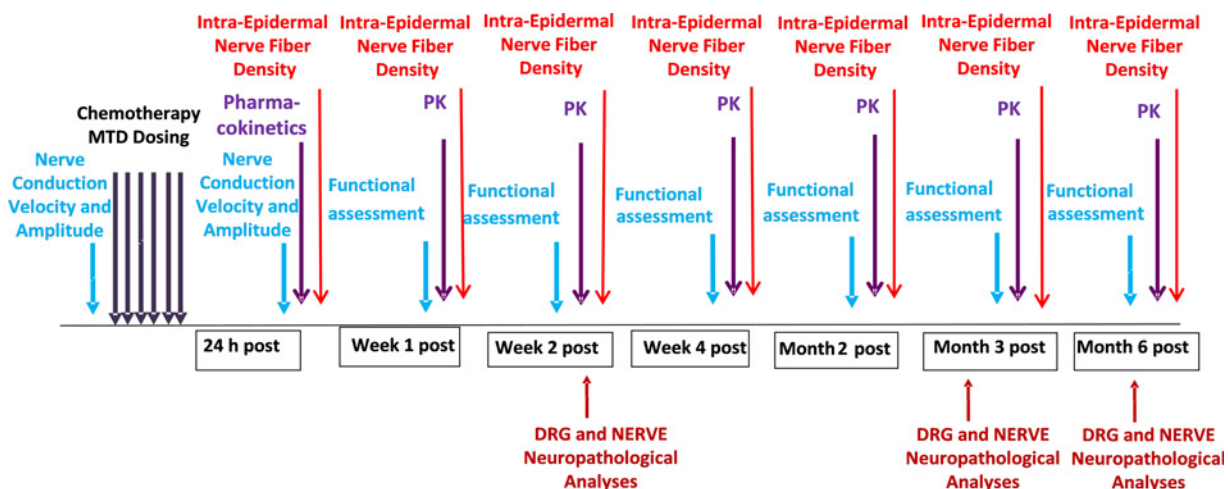 Intra-Epidermal
Nerve Fiber
Density
Intra-Epidermal
Nerve Fiber
Density
Intra-Epidermal
Nerve Fiber
Density
Intra-Epidermal
Nerve Fiber
Density
Intra-Epidermal
Nerve Fiber
Density
Intra-Epidermal
Nerve Fiber
Density
Intra-Epidermal
Nerve Fiber
Density
Chemotherapy
MTD Dosing
Pharma-
cokinetics
PK
PK
PK
PK
PK
PK
Nerve
Conduction
Velocity and
Amplitude
Nerve
Conduction
Velocity and
Amplitude
Functional
assessment
Functional
assessment
Functional
assessment
Functional
assessment
Functional
assessment
Functional
assessment
24 h post
Week 1 post
Week 2 post
Week 4 post
Month 2 post
Month 3 post
Month 6 post
DRG and NERVE
Neuropathological
Analyses
DRG and NERVE
Neuropathological
Analyses
DRG and NERVE
Neuropathological
Analyses